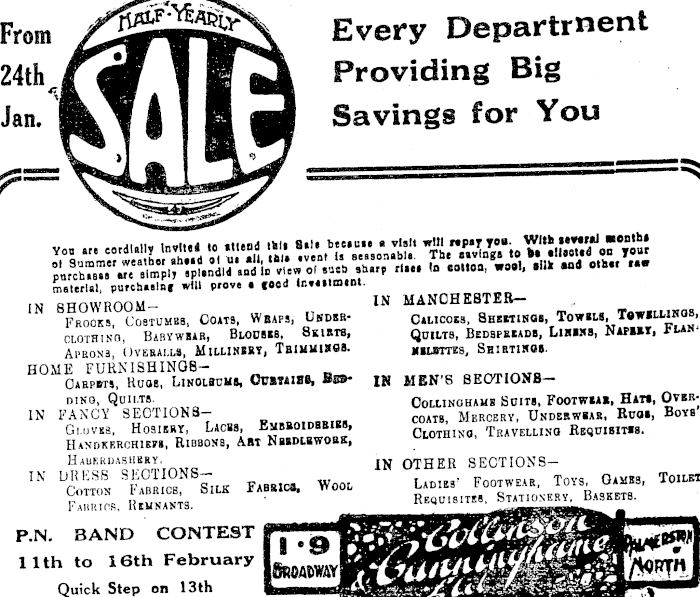 From
24th
Jan.
HALF-YEARLY
SALE
Every Departrnent
Providing Big
Savings for You
You are cordially invited to attend this Sale because a visit will repay you. With several months
of Summer weather ahead of us all, this event is seasonable. The savings to be effected on your
purchases are simply splendid and in view of such sharp rises in cotton, wool, silk and other raw
material, purchasing will prove a good investment.
IN SHOWROOM—
FROCKS, COSTUMES, COATS, WRAPS, UNDER-
CLOTHING, BABYWEAR, BLOUSES, SKIRTS,
APRONS, OVERALLS, MILLINERY, TRIMMINGS.
HOME FURNISHINGS—
CARPETS, RUGS, LINOLEUMS, CURTAINS, BED-
DING, QUILTS.
IN FANCY SECTIONS—
GLOVES, HOSIERY, LACES, EMBROIDERIES,
HANDKERCHIEFS, RIBBONS, ART NEEDLEWORK,
HABERDASHERY.
IN DRESS SECTIONS—
COTTON FABRICS, SILK FABRICS, WOOL
FABRICS, REMNANTS.
IN MANCHESTER—
CALICOES, SHEETINGS, TOWELS, TOWELLINGS,
QUILTS, BEDSPREADS, LINENS, NAPERY, FLAN-
NELETTES, SHIRTINGS.
IN MEN'S SECTIONS—
COLLINGHAME SUITS, FOOTWEAR, HATS, OVER-
COATS, MERCERY, UNDERWEAR, RUGS, BOYS'
CLOTHING, TRAVELLING REQUISITES.
IN OTHER SECTIONS—
LADIES' FOOTWEAR, TOYS, GAMES, TOILET
REQUISITES, STATIONERY, BASKETS.
P.N. BAND CONTEST
11th to 16th February
Quick Step on 13th
1·9
BROADWAY
Collinson
& Cunninghame
Ltd
PALMERSTON
NORTH